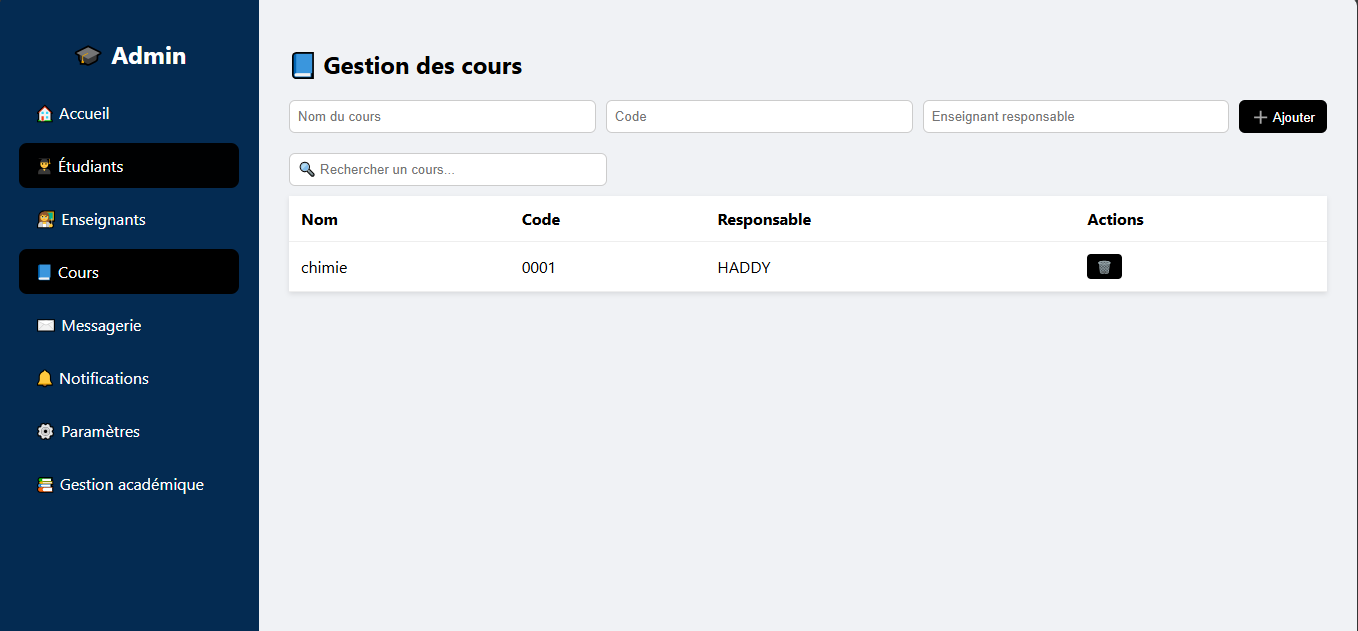 Admin
Accueil
Étudiants
Enseignants
Cours
Messagerie
Notifications
Paramètres
Gestion académique
Gestion des cours
Nom du cours Code Enseignant responsable Ajouter
Rechercher un cours...
Nom Code Responsable Actions
chimie 0001 HADDY